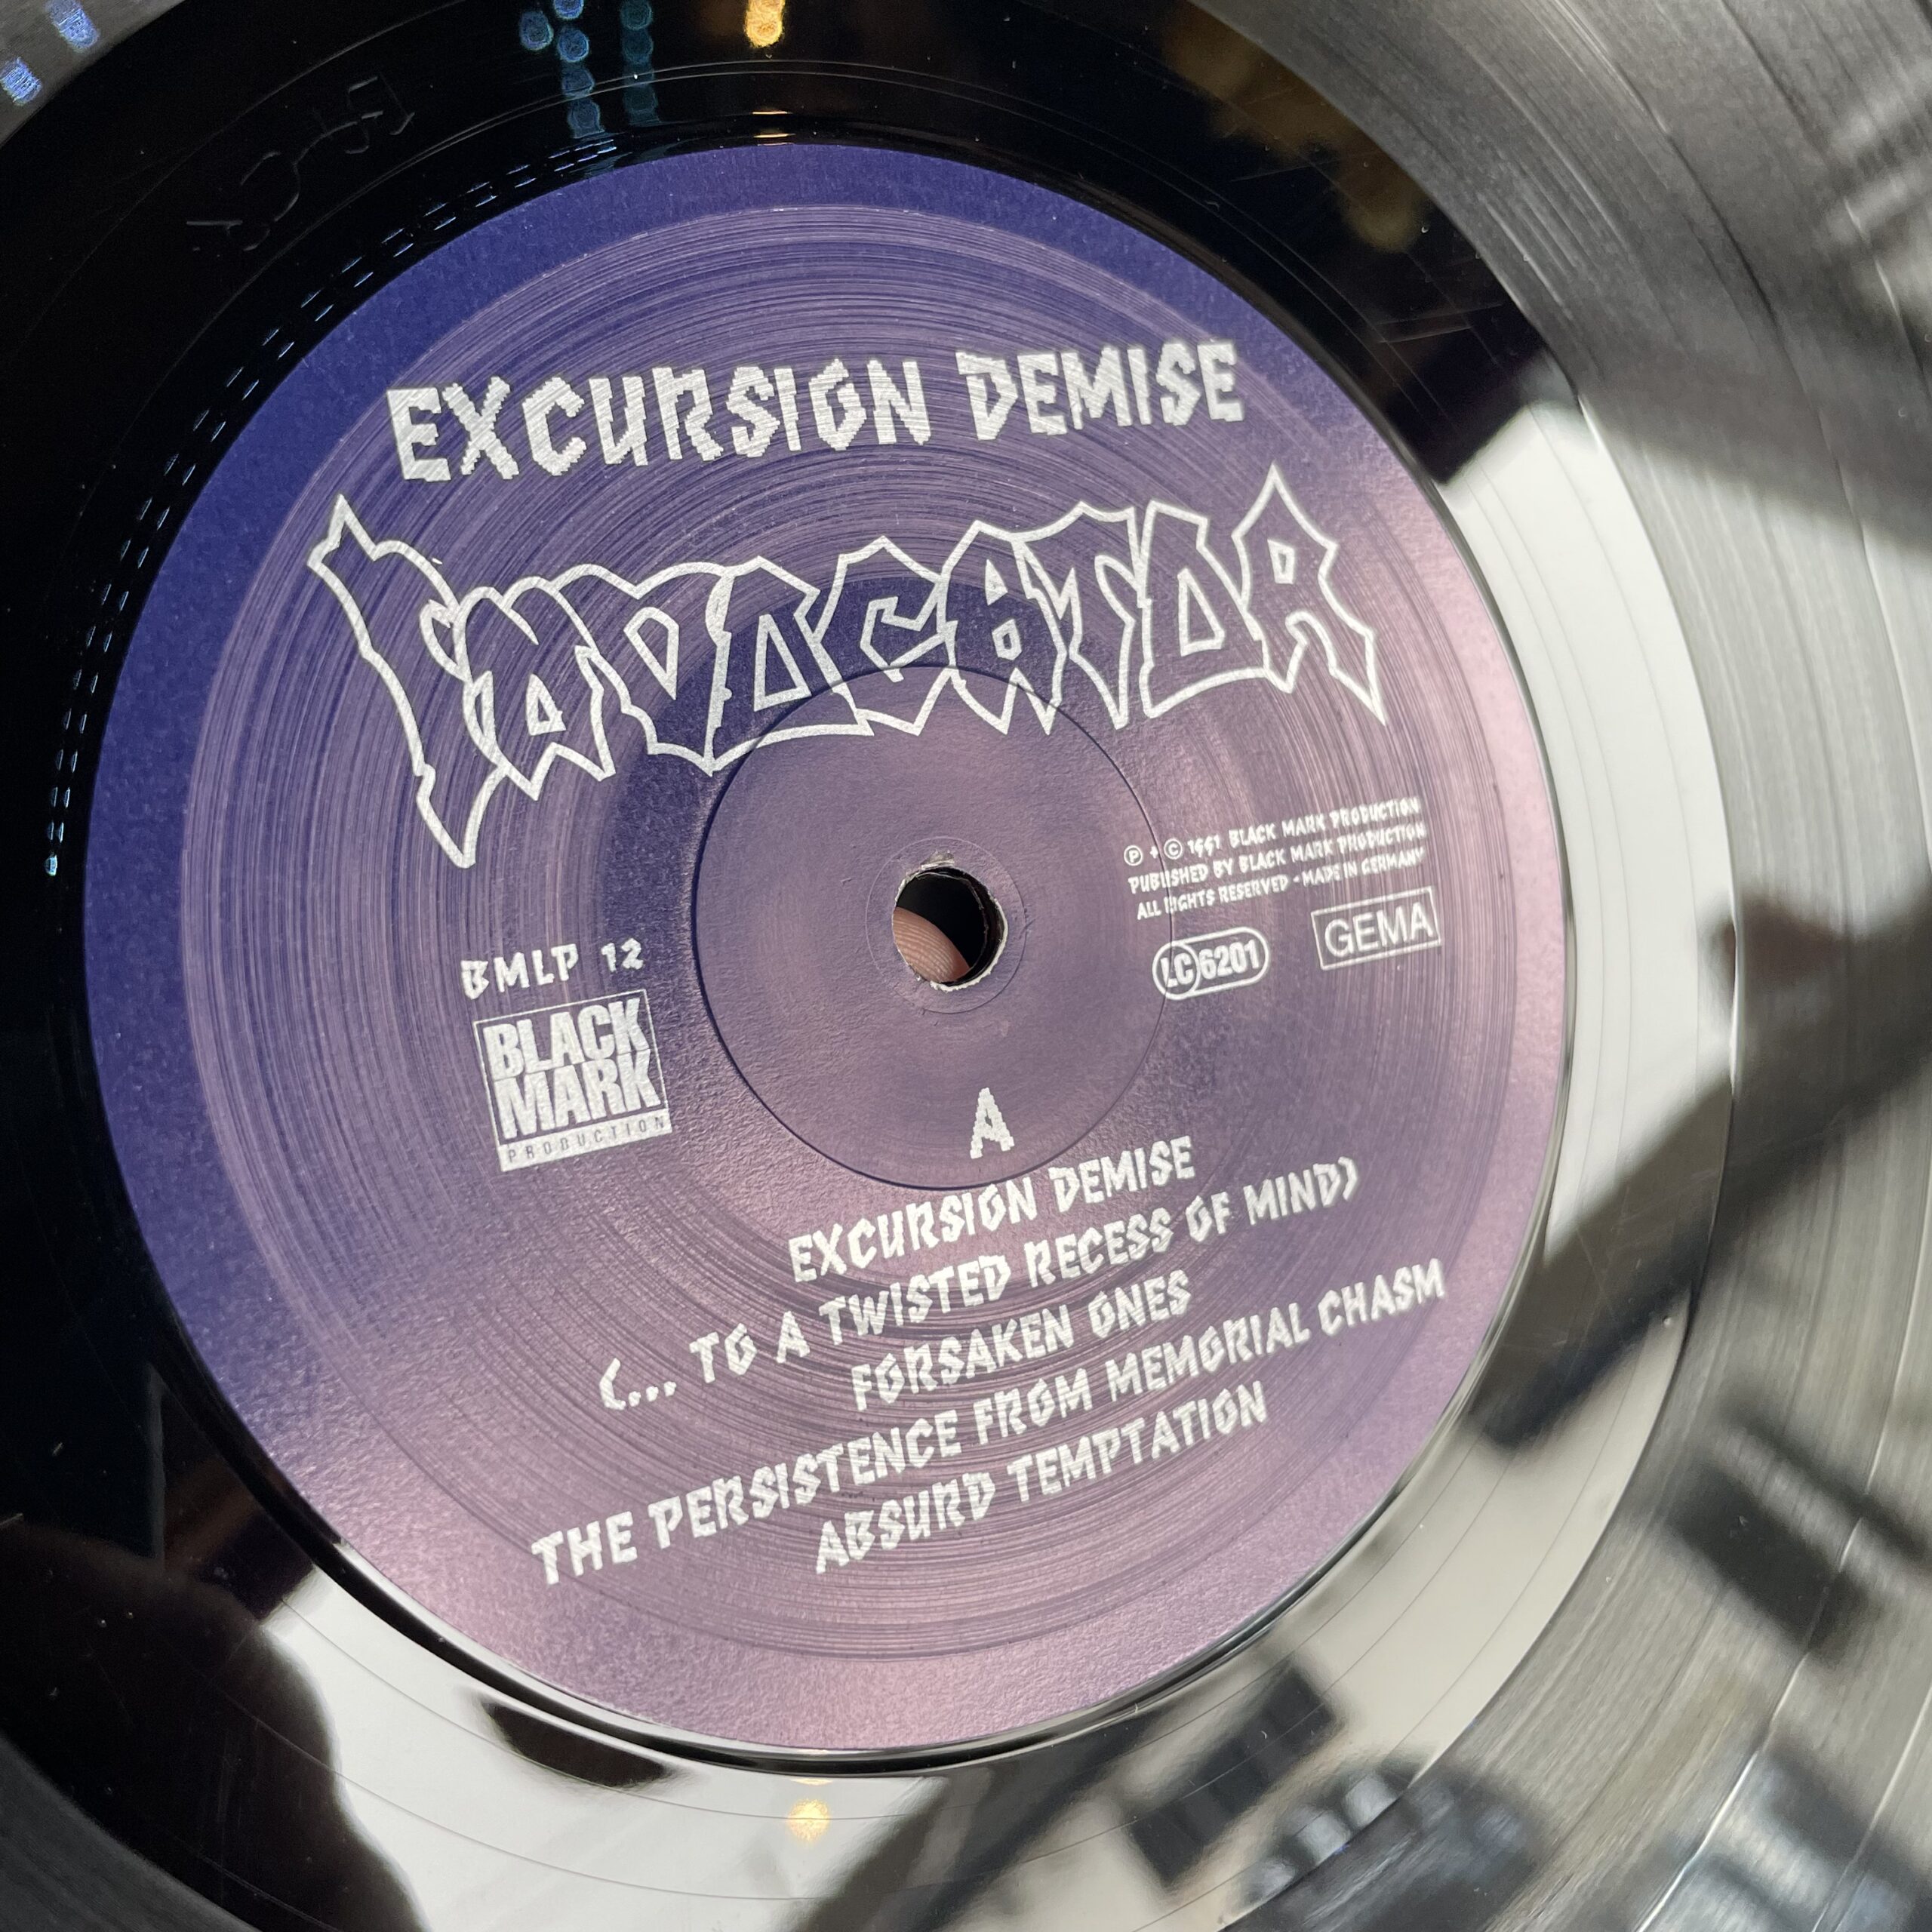 EXCURSION DEMISE
INVOCATOR
Ⓟ + © 1991 BLACK MARK PRODUCTION
PUBLISHED BY BLACK MARK PRODUCTION
ALL RIGHTS RESERVED - MADE IN GERMANY
LC 6201
GEMA
BMLP 12
BLACK
MARK
PRODUCTION
A
EXCURSION DEMISE
(... TO A TWISTED RECESS OF MIND)
FORSAKEN ONES
THE PERSISTENCE FROM MEMORIAL CHASM
ABSURD TEMPTATION